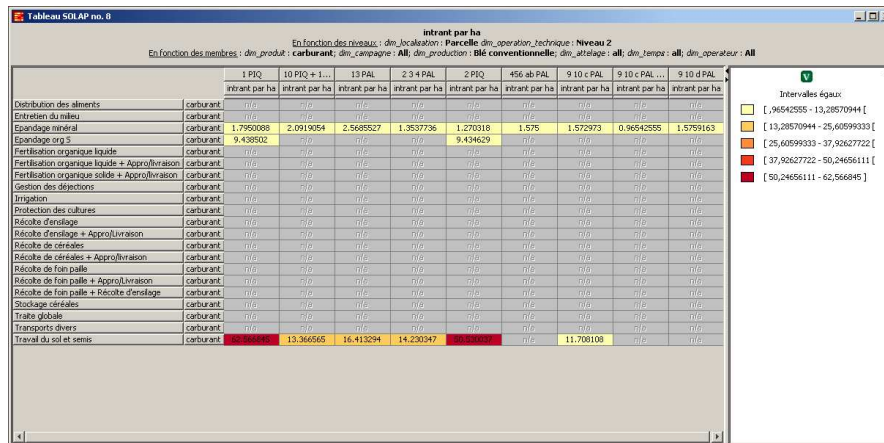 Tableau SOLAP no. 8
intrant par ha
En fonction des niveaux : dim_localisation : Parcelle dim_operation_technique : Niveau 2
En fonction des membres : dim_produit : carburant; dim_campagne : All; dim_production : Blé conventionnelle; dim_attelage : all; dim_temps : all; dim_operateur : All
1 PIQ 10 PIQ + 1... 13 PAL 2 3 4 PAL 2 PIQ 456 ab PAL 9 10 c PAL 9 10 c PAL ... 9 10 d PAL
intrant par ha intrant par ha intrant par ha intrant par ha intrant par ha intrant par ha intrant par ha intrant par ha intrant par ha
Distribution des aliments carburant n/a n/a n/a n/a n/a n/a n/a n/a n/a
Entretien du milieu carburant n/a n/a n/a n/a n/a n/a n/a n/a n/a
Epandage minéral carburant 1.7950088 2.0919054 2.5685527 1.3537736 1.270318 1.575 1.572973 0.96542555 1.5759163
Epandage org S carburant 9.438502 n/a n/a n/a 9.434629 n/a n/a n/a n/a
Fertilisation organique liquide carburant n/a n/a n/a n/a n/a n/a n/a n/a n/a
Fertilisation organique liquide + Appro/livraison carburant n/a n/a n/a n/a n/a n/a n/a n/a n/a
Fertilisation organique solide + Appro/livraison carburant n/a n/a n/a n/a n/a n/a n/a n/a n/a
Gestion des déjections carburant n/a n/a n/a n/a n/a n/a n/a n/a n/a
Irrigation carburant n/a n/a n/a n/a n/a n/a n/a n/a n/a
Protection des cultures carburant n/a n/a n/a n/a n/a n/a n/a n/a n/a
Récolte d'ensilage carburant n/a n/a n/a n/a n/a n/a n/a n/a n/a
Récolte d'ensilage + Appro/Livraison carburant n/a n/a n/a n/a n/a n/a n/a n/a n/a
Récolte de céréales carburant n/a n/a n/a n/a n/a n/a n/a n/a n/a
Récolte de céréales + Appro/livraison carburant n/a n/a n/a n/a n/a n/a n/a n/a n/a
Récolte de foin paille carburant n/a n/a n/a n/a n/a n/a n/a n/a n/a
Récolte de foin paille + Appro/Livraison carburant n/a n/a n/a n/a n/a n/a n/a n/a n/a
Récolte de foin paille + Récolte d'ensilage carburant n/a n/a n/a n/a n/a n/a n/a n/a n/a
Stockage céréales carburant n/a n/a n/a n/a n/a n/a n/a n/a n/a
Traite globale carburant n/a n/a n/a n/a n/a n/a n/a n/a n/a
Transports divers carburant n/a n/a n/a n/a n/a n/a n/a n/a n/a
Travail du sol et semis carburant 62.566845 13.366565 16.413294 14.230347 n/a 11.708108 n/a n/a
V
Intervalles égaux
[ ,96542555 - 13,28570944 [
[ 13,28570944 - 25,60599333 [
[ 25,60599333 - 37,92627722 [
[ 37,92627722 - 50,24656111 [
[ 50,24656111 - 62,566845 ]